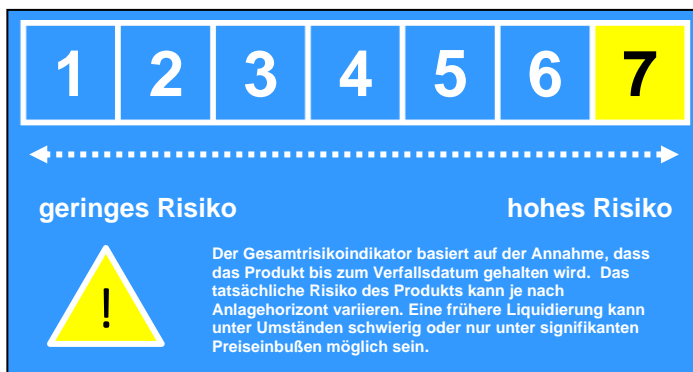 1 2 3 4 5 6 7
geringes Risiko hohes Risiko
Der Gesamtrisikoindikator basiert auf der Annahme, dass
das Produkt bis zum Verfallsdatum gehalten wird. Das
tatsächliche Risiko des Produkts kann je nach
Anlagehorizont variieren. Eine frühere Liquidierung kann
unter Umständen schwierig oder nur unter signifikanten
Preiseinbußen möglich sein.
!